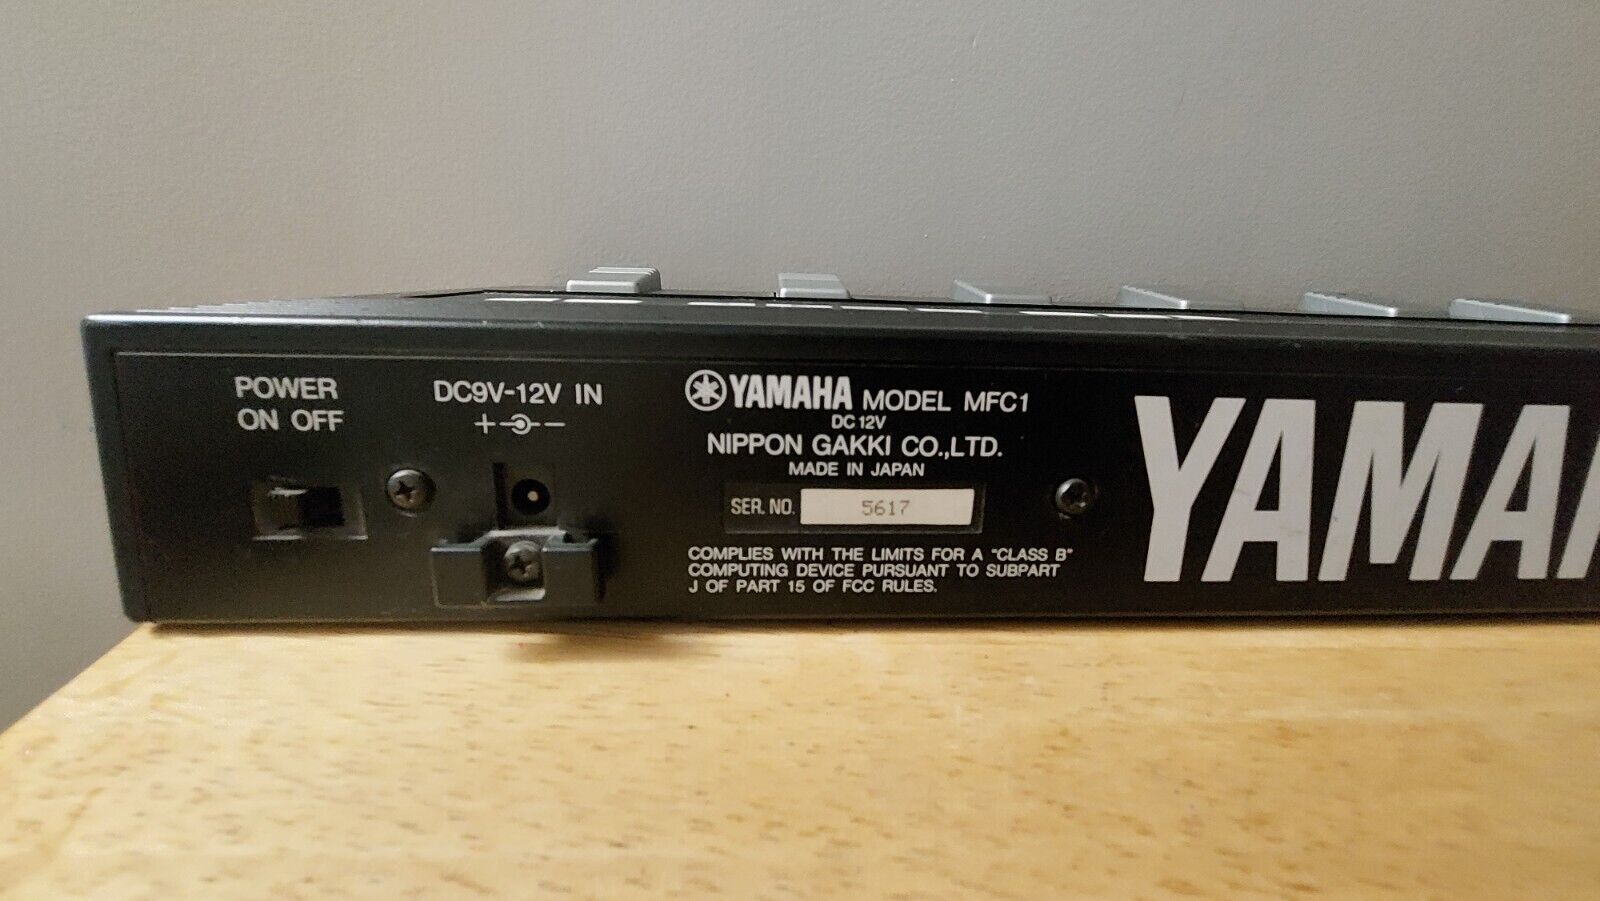 POWER
ON OFF
DC9V-12V IN
+ -
YAMAHA MODEL MFC1
DC 12V
NIPPON GAKKI CO.,LTD.
MADE IN JAPAN
SER. NO. 5617
COMPLIES WITH THE LIMITS FOR A "CLASS B"
COMPUTING DEVICE PURSUANT TO SUBPART
J OF PART 15 OF FCC RULES.
YAMA